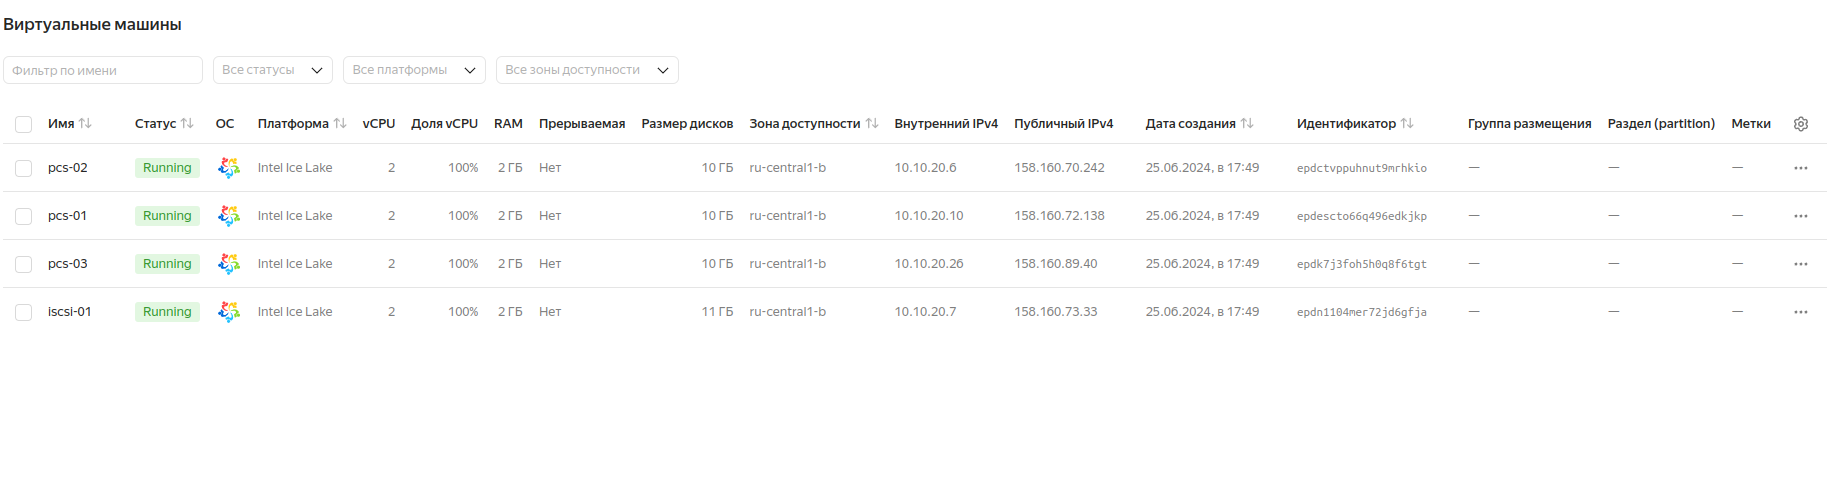 Виртуальные машины
Фильтр по имени Все статусы Все платформы Все зоны доступности
Имя Статус ОС Платформа vCPU Доля vCPU RAM Прерываемая Размер дисков Зона доступности Внутренний IPv4 Публичный IPv4 Дата создания Идентификатор Группа размещения Раздел (partition) Метки
pcs-02 Running Intel Ice Lake 2 100% 2 ГБ Нет 10 ГБ ru-central1-b 10.10.20.6 158.160.70.242 25.06.2024, в 17:49 epdctvppuhnut9mrhkio — — —
pcs-01 Running Intel Ice Lake 2 100% 2 ГБ Нет 10 ГБ ru-central1-b 10.10.20.10 158.160.72.138 25.06.2024, в 17:49 epdescto66q496edkjkp — — —
pcs-03 Running Intel Ice Lake 2 100% 2 ГБ Нет 10 ГБ ru-central1-b 10.10.20.26 158.160.89.40 25.06.2024, в 17:49 epdk7j3foh5h0q8f6tgt — — —
iscsi-01 Running Intel Ice Lake 2 100% 2 ГБ Нет 11 ГБ ru-central1-b 10.10.20.7 158.160.73.33 25.06.2024, в 17:49 epdn1104mer72jd6gfja — — —